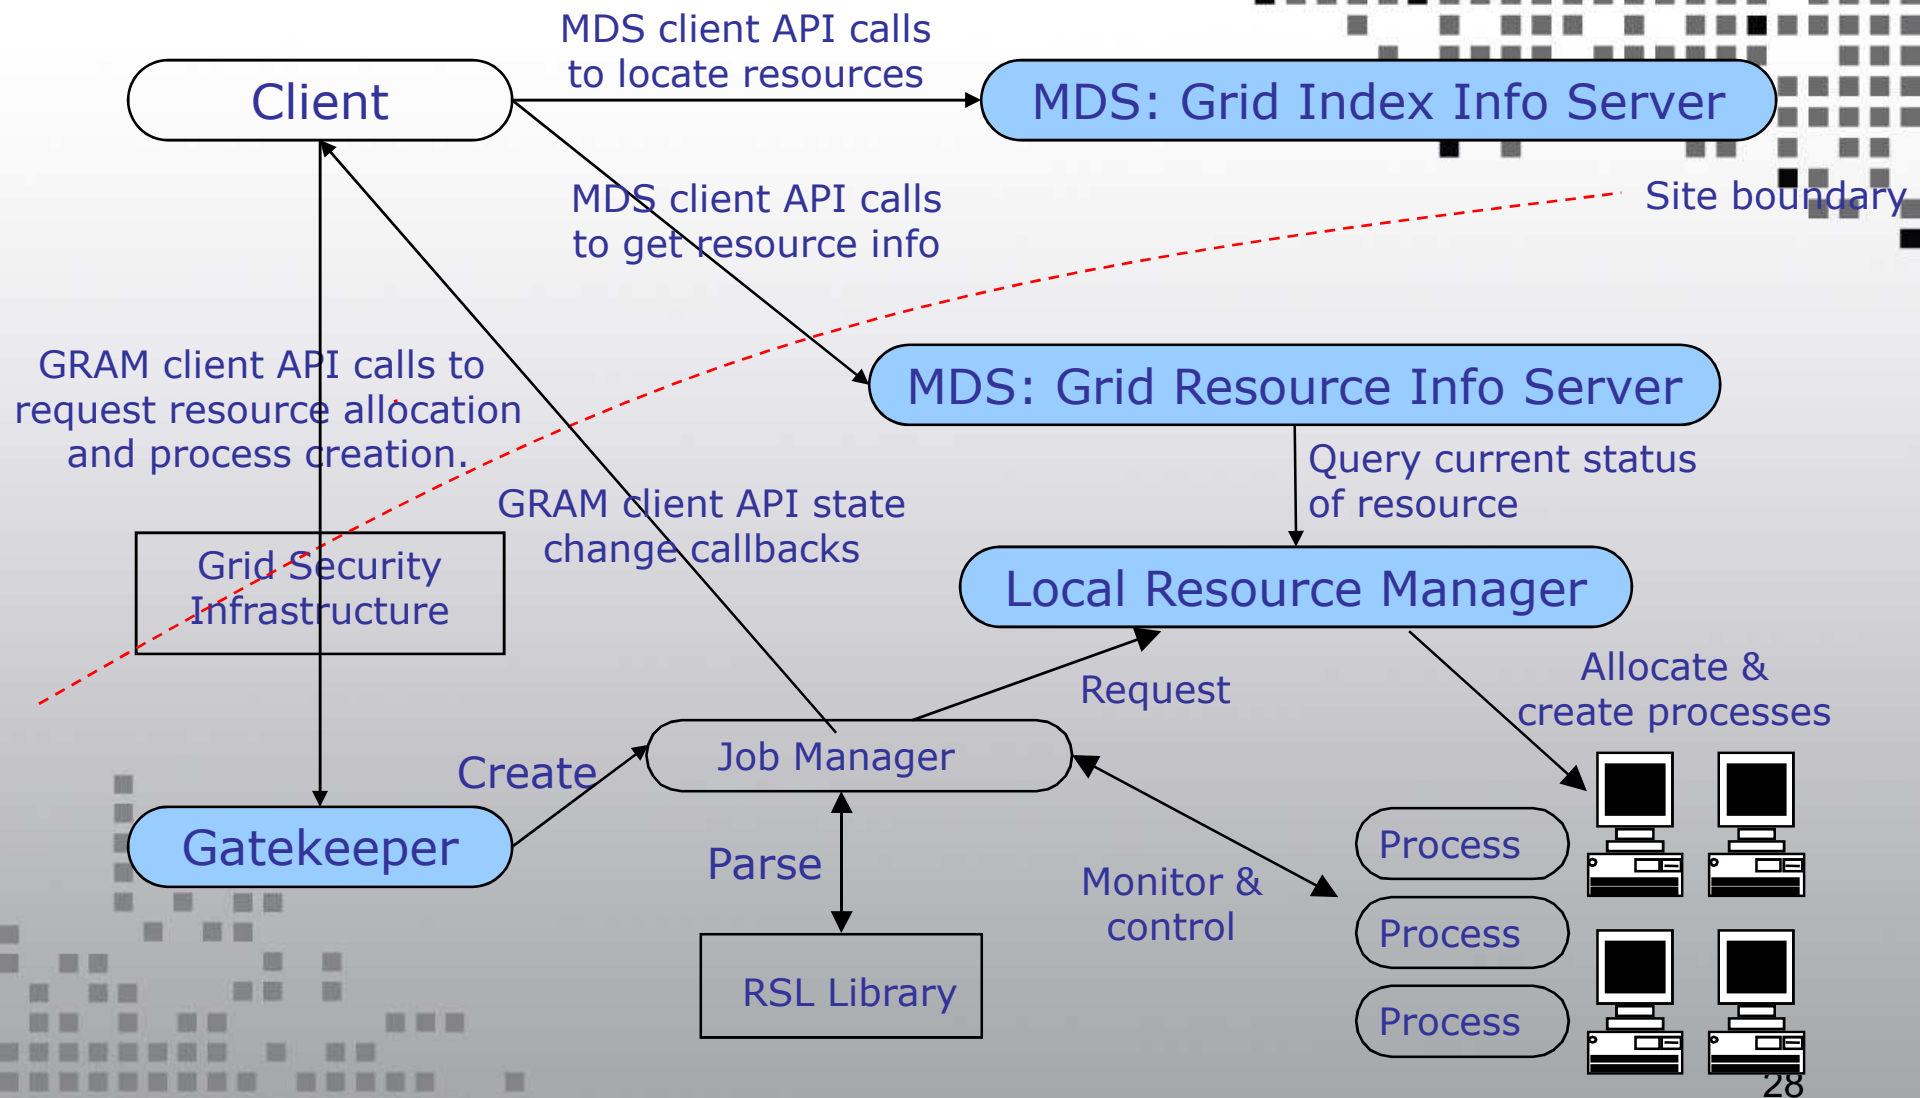 MDS client API calls
to locate resources
Client
MDS: Grid Index Info Server
MDS client API calls
to get resource info
Site boundary
GRAM client API calls to
request resource allocation
and process creation.
MDS: Grid Resource Info Server
Query current status
of resource
GRAM client API state
change callbacks
Grid Security
Infrastructure
Local Resource Manager
Request
Allocate &
create processes
Create
Job Manager
Gatekeeper
Parse
Monitor &
control
Process
Process
Process
RSL Library
28